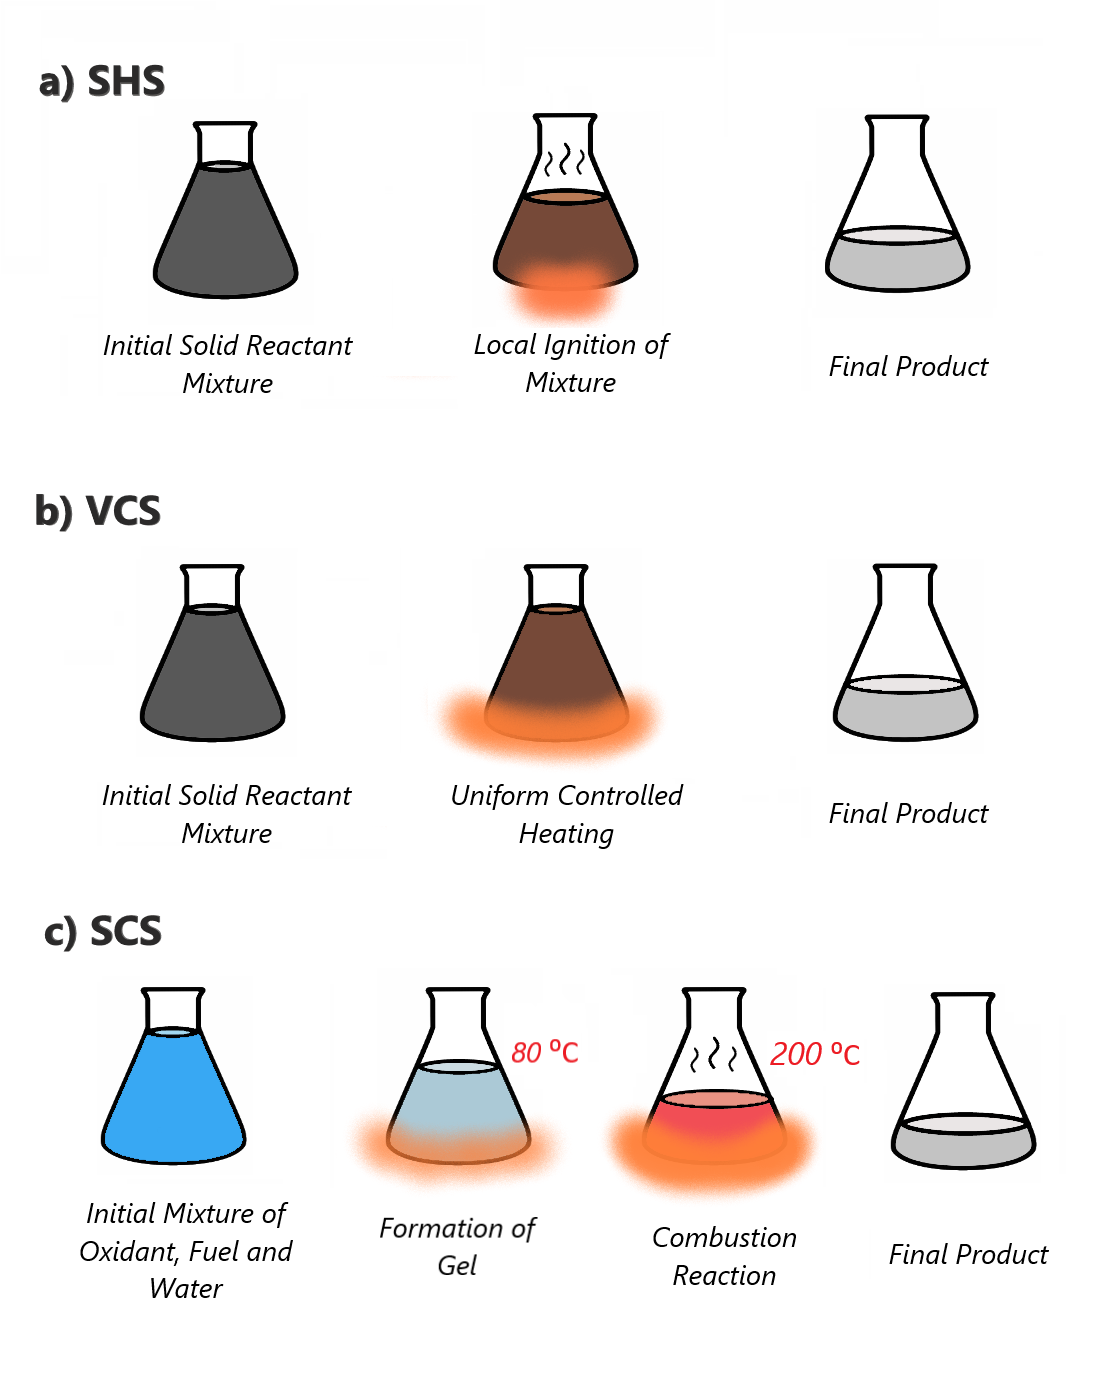 a) SHS
Initial Solid Reactant
Mixture
Local Ignition of
Mixture
Final Product
b) VCS
Initial Solid Reactant
Mixture
Uniform Controlled
Heating
Final Product
c) SCS
80 ºC
200 ºC
Initial Mixture of
Oxidant, Fuel and
Water
Formation of
Gel
Combustion
Reaction
Final Product